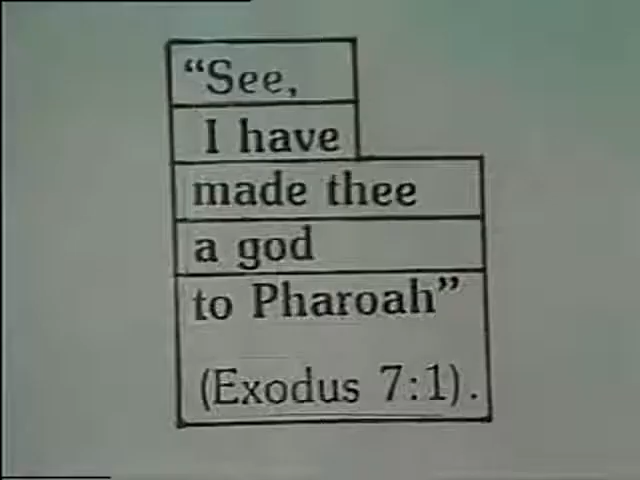 “See,
I have
made thee
a god
to Pharoah”
(Exodus 7:1).